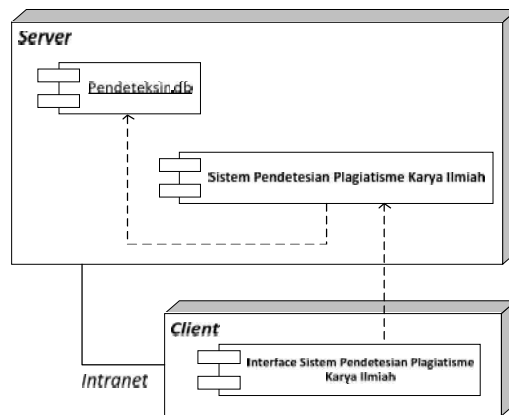 Server
Pendeteksin.db
Sistem Pendetesian Plagiatisme Karya Ilmiah
Client
Interface Sistem Pendetesian Plagiatisme
Karya Ilmiah
Intranet